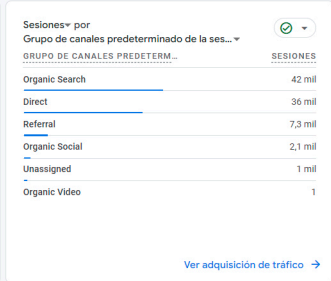 Sesiones▾ por
Grupo de canales predeterminado de la ses...▾
GRUPO DE CANALES PREDETERM... SESIONES
Organic Search 42 mil
Direct 36 mil
Referral 7,3 mil
Organic Social 2,1 mil
Unassigned 1 mil
Organic Video 1
Ver adquisición de tráfico →